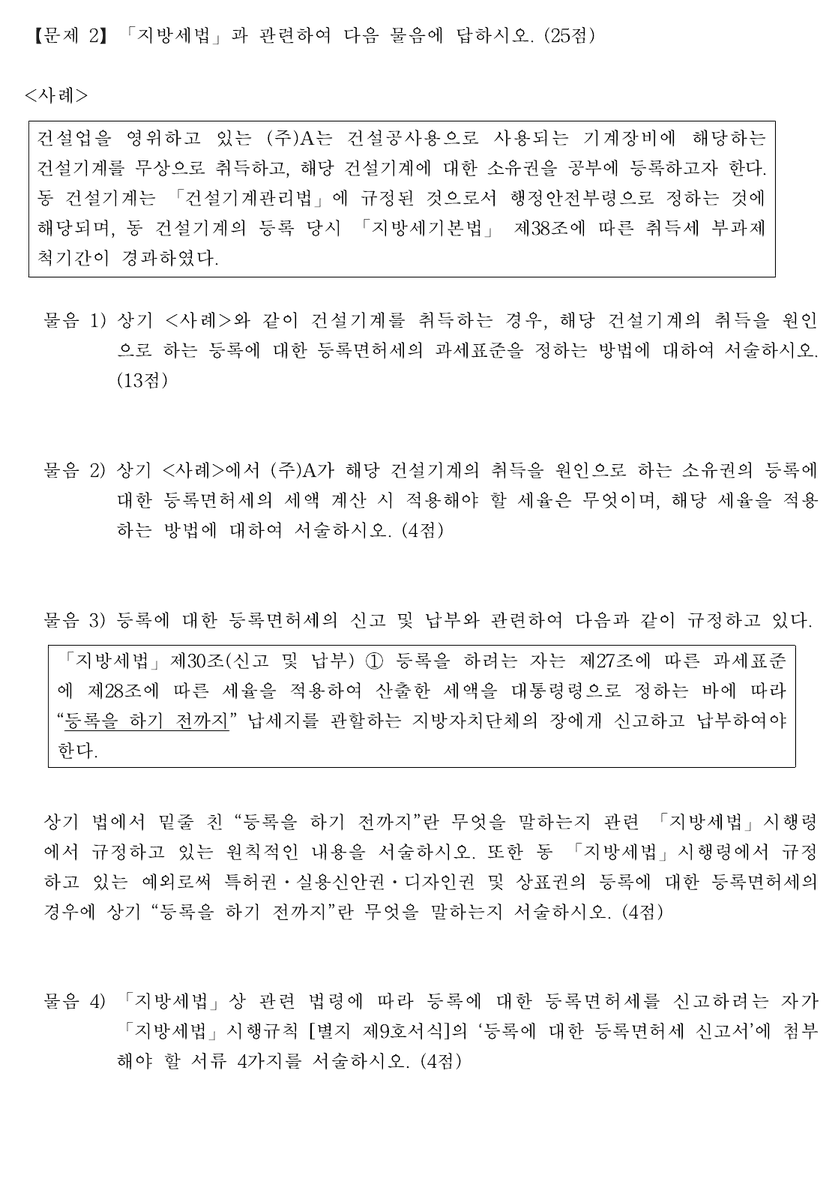 【문제 2】 「지방세법」과 관련하여 다음 물음에 답하시오. (25점)
<사례>
건설업을 영위하고 있는 (주)A는 건설공사용으로 사용되는 기계장비에 해당하는
건설기계를 무상으로 취득하고, 해당 건설기계에 대한 소유권을 공부에 등록하고자 한다.
동 건설기계는 「건설기계관리법」에 규정된 것으로서 행정안전부령으로 정하는 것에
해당되며, 동 건설기계의 등록 당시 「지방세기본법」 제38조에 따른 취득세 부과제
척기간이 경과하였다.
물음 1) 상기 <사례>와 같이 건설기계를 취득하는 경우, 해당 건설기계의 취득을 원인
으로 하는 등록에 대한 등록면허세의 과세표준을 정하는 방법에 대하여 서술하시오.
(13점)
물음 2) 상기 <사례>에서 (주)A가 해당 건설기계의 취득을 원인으로 하는 소유권의 등록에
대한 등록면허세의 세액 계산 시 적용해야 할 세율은 무엇이며, 해당 세율을 적용
하는 방법에 대하여 서술하시오. (4점)
물음 3) 등록에 대한 등록면허세의 신고 및 납부와 관련하여 다음과 같이 규정하고 있다.
「지방세법」제30조(신고 및 납부) ① 등록을 하려는 자는 제27조에 따른 과세표준
에 제28조에 따른 세율을 적용하여 산출한 세액을 대통령령으로 정하는 바에 따라
“등록을 하기 전까지” 납세지를 관할하는 지방자치단체의 장에게 신고하고 납부하여야
한다.
상기 법에서 밑줄 친 “등록을 하기 전까지”란 무엇을 말하는지 관련 「지방세법」시행령
에서 규정하고 있는 원칙적인 내용을 서술하시오. 또한 동 「지방세법」시행령에서 규정
하고 있는 예외로써 특허권·실용신안권·디자인권 및 상표권의 등록에 대한 등록면허세의
경우에 상기 “등록을 하기 전까지”란 무엇을 말하는지 서술하시오. (4점)
물음 4) 「지방세법」상 관련 법령에 따라 등록에 대한 등록면허세를 신고하려는 자가
「지방세법」시행규칙 [별지 제9호서식]의 ‘등록에 대한 등록면허세 신고서’에 첨부
해야 할 서류 4가지를 서술하시오. (4점)